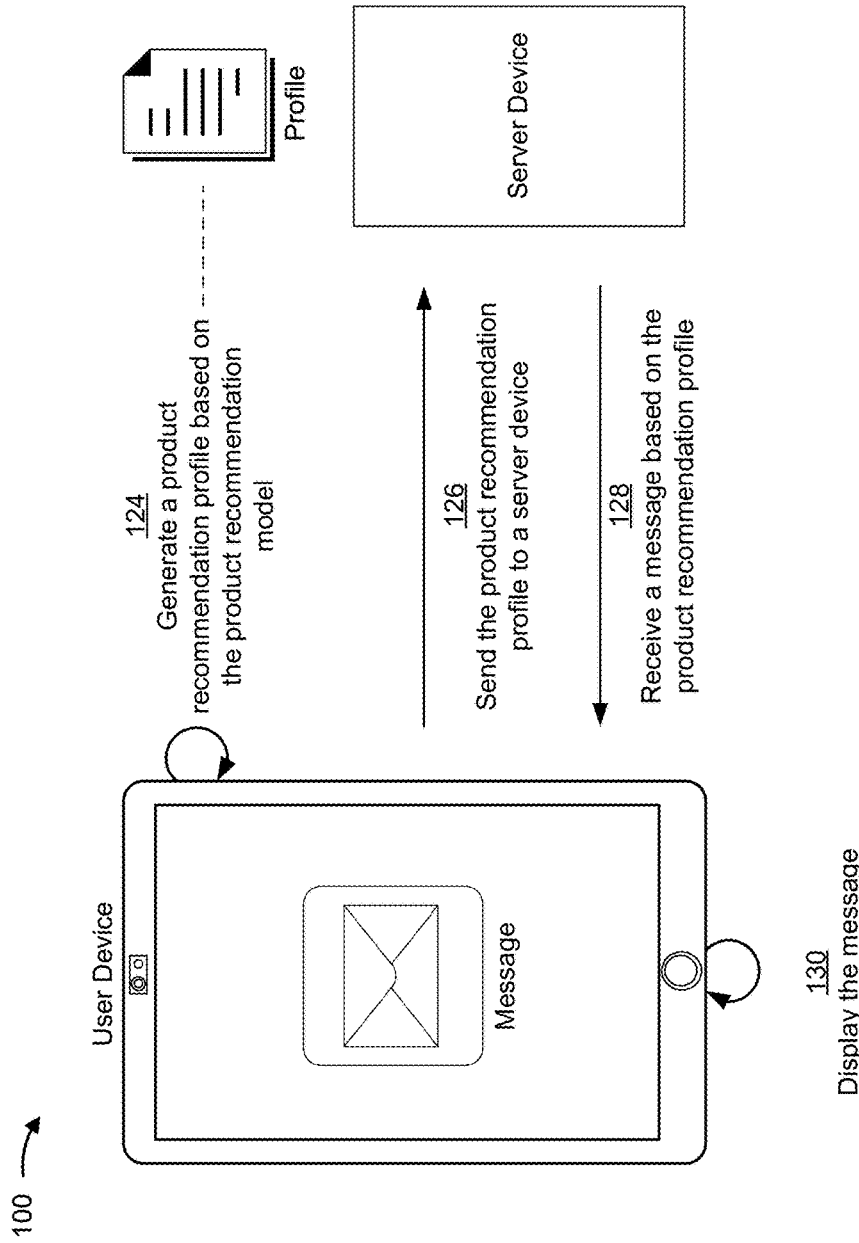 100
User Device
Message
124
Generate a product
recommendation profile based on
the product recommendation
model
Profile
126
Send the product recommendation
profile to a server device
Server Device
128
Receive a message based on the
product recommendation profile
130
Display the message